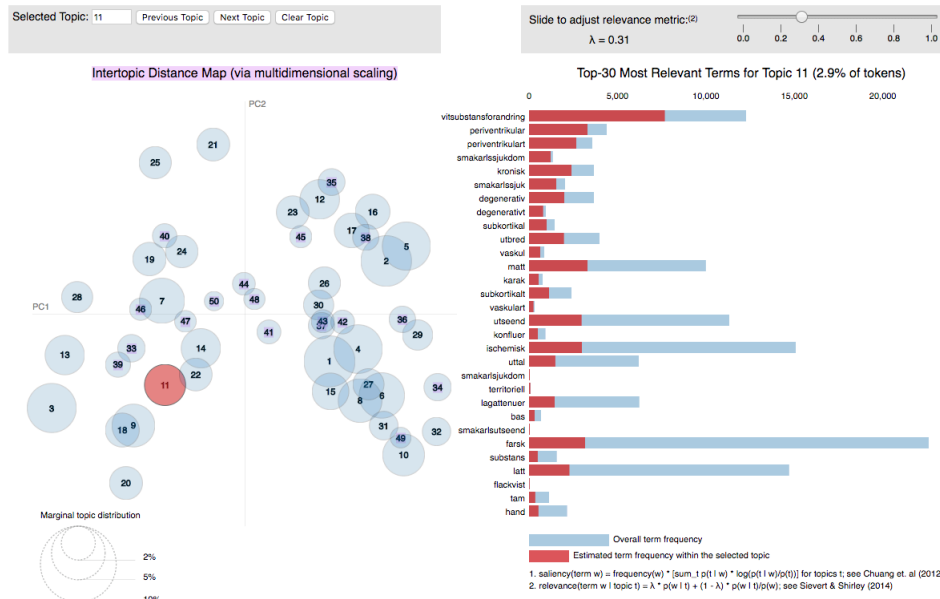 Selected Topic: 11 Previous Topic Next Topic Clear Topic
Slide to adjust relevance metric:(2)
λ = 0.31
0.0 0.2 0.4 0.6 0.8 1.0
Intertopic Distance Map (via multidimensional scaling)
PC2
PC1
21
25
35
12
23
16
17
38
45
5
2
40
24
19
44
26
28
7
50
48
30
46
47
43
37
42
36
41
29
33
14
4
13
39
1
22
11
27
34
15
8
6
3
9
18
31
32
49
10
20
Marginal topic distribution
2%
5%
10%
Top-30 Most Relevant Terms for Topic 11 (2.9% of tokens)
0 5,000 10,000 15,000 20,000
vitsubstansforandring
periventrikular
periventrikulart
smakarlssjukdom
kronisk
smakarlssjuk
degenerativ
degenerativt
subkortikal
utbred
vaskul
matt
karak
subkortikalt
vaskulart
utseend
konfluer
ischemisk
uttal
smakarlsjukdom
territoriell
lagattenuer
bas
smakarlsutseend
farsk
substans
latt
flackvist
tam
hand
Overall term frequency
Estimated term frequency within the selected topic
1. saliency(term w) = frequency(w) * [sum_t p(t | w) * log(p(t | w)/p(t))] for topics t; see Chuang et. al (2012
2. relevance(term w | topic t) = λ * p(w | t) + (1 - λ) * p(w | t)/p(w); see Sievert & Shirley (2014)